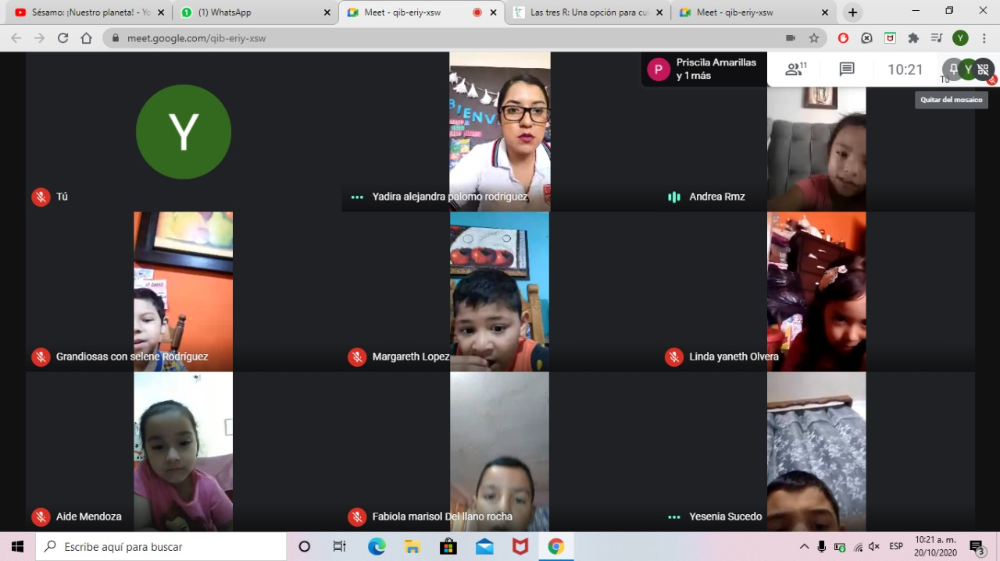 Sésamo: ¡Nuestro planeta! - Yo
(1) WhatsApp
Meet - qib-eriy-xsw
Las tres R: Una opción para cui
Meet - qib-eriy-xsw
meet.google.com/qib-eriy-xsw
Y
Priscila Amarillas
y 1 más
P
11
10:21
Y
Tú
Quitar del mosaico
Y
BIENV
Tú
Yadira alejandra palomo rodriguez
Andrea Rmz
Grandiosas con selene Rodríguez
Margareth Lopez
Linda yaneth Olvera
Aide Mendoza
Fabiola marisol Del llano rocha
Yesenia Sucedo
Escribe aquí para buscar
ESP
10:21 a. m.
20/10/2020
3